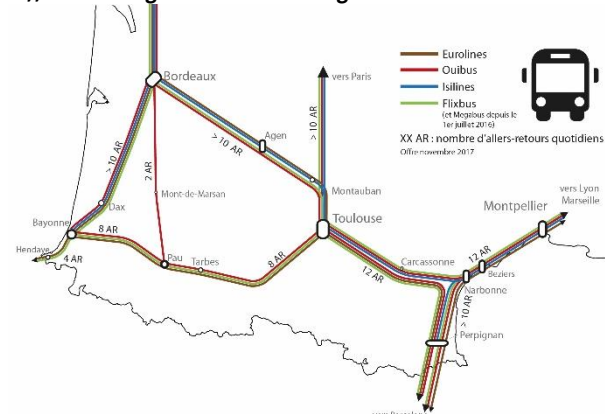 Eurolines
Ouibus
Isilines
Flixbus
(et Megabus depuis le
1er juillet 2016)
XX AR : nombre d'allers-retours quotidiens
Offre novembre 2017
Bordeaux
vers Paris
> 10 AR
Agen
> 10 AR
> 10 AR
2 AR
Mont-de-Marsan
Montauban
Toulouse
Dax
Bayonne
8 AR
Hendaye
4 AR
Pau
Tarbes
8 AR
12 AR
Carcassonne
Montpellier
vers Lyon
Marseille
12 AR
Beziers
Narbonne
> 10 AR
Perpignan